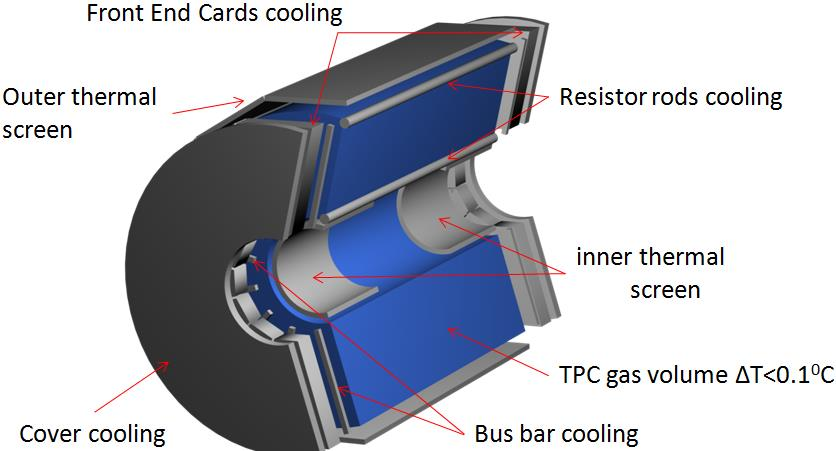 Front End Cards cooling
Outer thermal
screen
Resistor rods cooling
inner thermal
screen
TPC gas volume ΔT<0.1⁰C
Cover cooling
Bus bar cooling